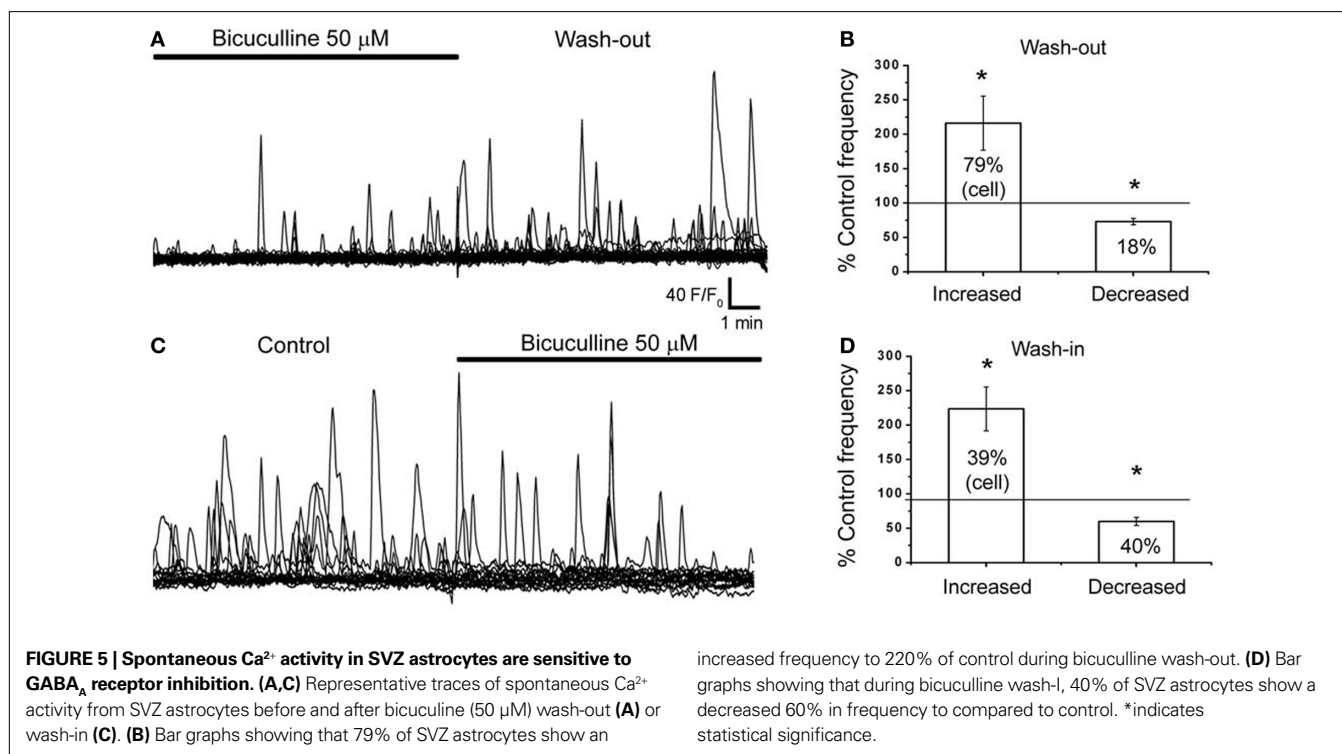 A
Bicuculline 50 μM
Wash-out
40 F/F0
1 min
B
Wash-out
% Control frequency
300
250
200
150
100
50
0
*
79%
(cell)
*
18%
Increased
Decreased
C
Control
Bicuculline 50 μM
D
Wash-in
% Control frequency
300
250
200
150
100
50
0
*
39%
(cell)
*
40%
Increased
Decreased
FIGURE 5 | Spontaneous Ca²⁺ activity in SVZ astrocytes are sensitive to
GABA_A receptor inhibition. (A,C) Representative traces of spontaneous Ca²⁺
activity from SVZ astrocytes before and after bicuculine (50 μM) wash-out (A) or
wash-in (C). (B) Bar graphs showing that 79% of SVZ astrocytes show an
increased frequency to 220% of control during bicuculline wash-out. (D) Bar
graphs showing that during bicuculline wash-I, 40% of SVZ astrocytes show a
decreased 60% in frequency to compared to control. *indicates
statistical significance.